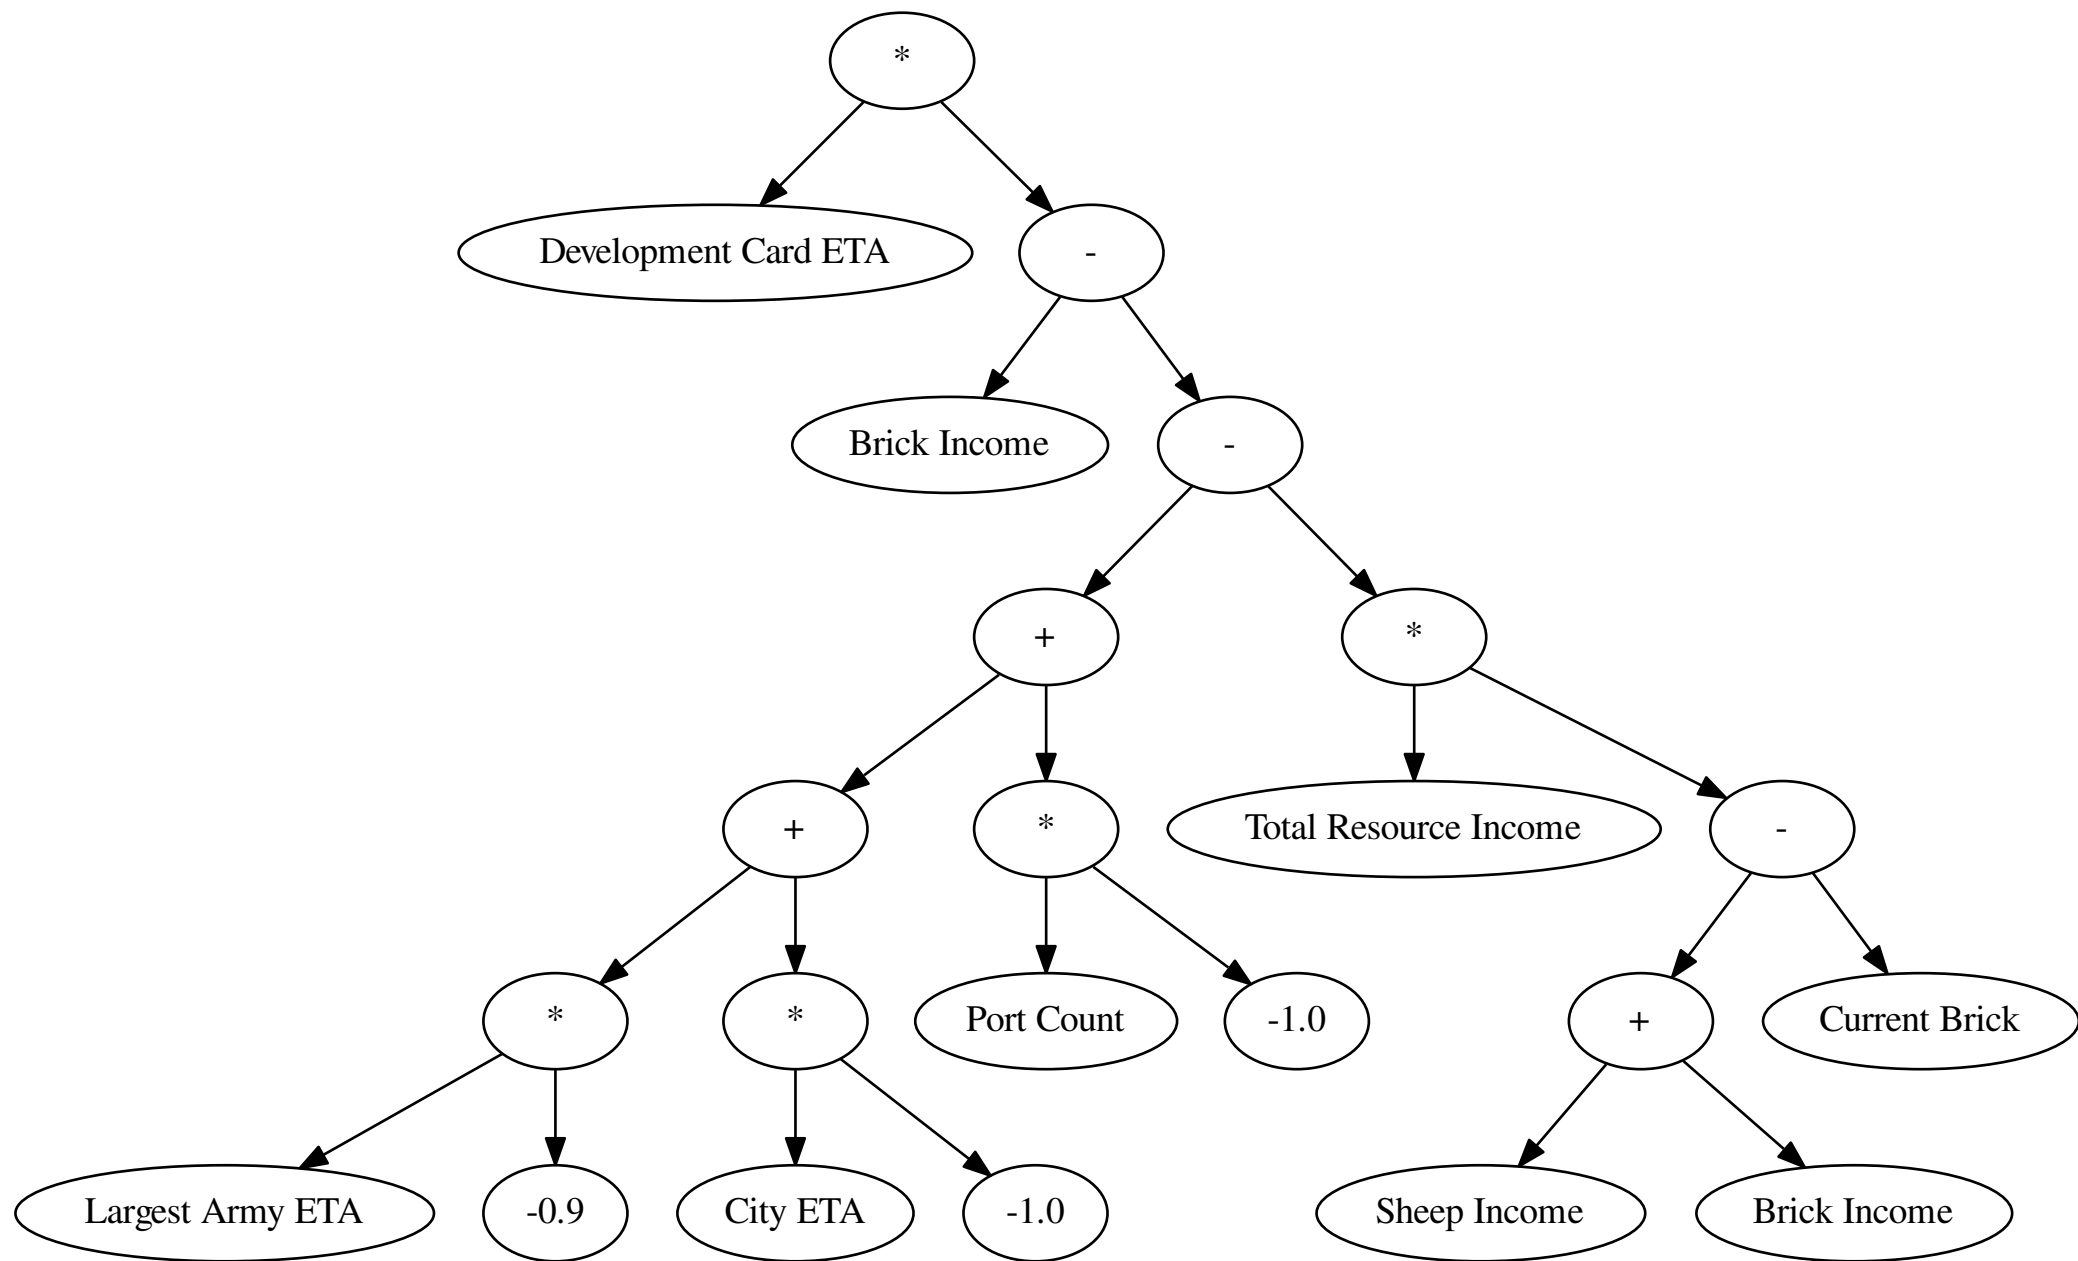 *
Development Card ETA
-
Brick Income
-
+
*
+
*
Total Resource Income
-
*
*
Port Count
-1.0
+
Current Brick
Largest Army ETA
-0.9
City ETA
-1.0
Sheep Income
Brick Income